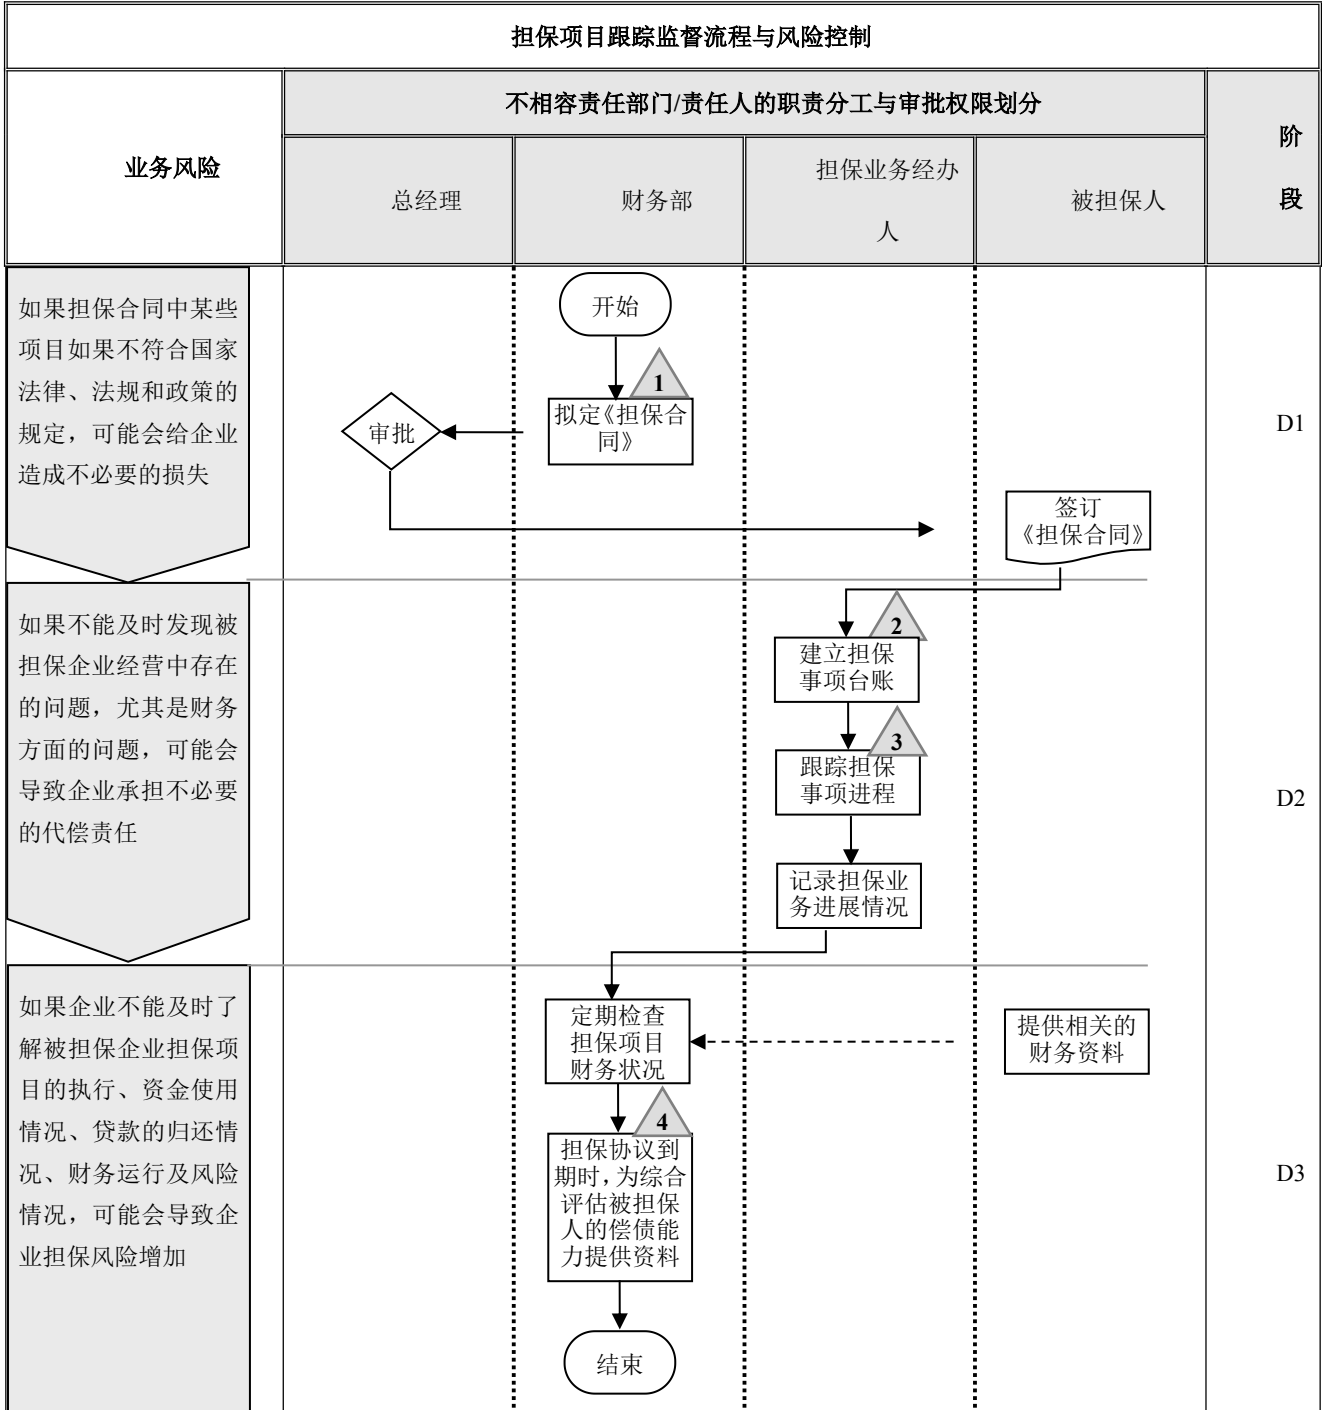 担保项目跟踪监督流程与风险控制
业务风险
不相容责任部门/责任人的职责分工与审批权限划分
阶
段
总经理
财务部
担保业务经办
人
被担保人
如果担保合同中某些
项目如果不符合国家
法律、法规和政策的
规定，可能会给企业
造成不必要的损失
开始
1
拟定《担保合
同》
审批
签订
《担保合同》
D1
如果不能及时发现被
担保企业经营中存在
的问题，尤其是财务
方面的问题，可能会
导致企业承担不必要
的代偿责任
2
建立担保
事项台账
3
跟踪担保
事项进程
记录担保业
务进展情况
D2
如果企业不能及时了
解被担保企业担保项
目的执行、资金使用
情况、贷款的归还情
况、财务运行及风险
情况，可能会导致企
业担保风险增加
定期检查
担保项目
财务状况
提供相关的
财务资料
4
担保协议到
期时，为综合
评估被担保
人的偿债能
力提供资料
结束
D3